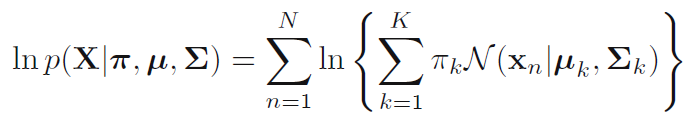 ln p(X|π, μ, Σ) = ∑_{n=1}^{N} ln { ∑_{k=1}^{K} π_k 𝒩(x_n|μ_k, Σ_k) }